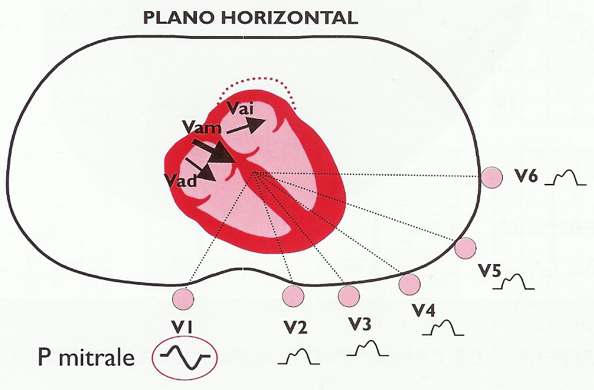 PLANO HORIZONTAL
Vai
Vam
Vad
V6
V5
V4
V3
V2
V1
P mitrale